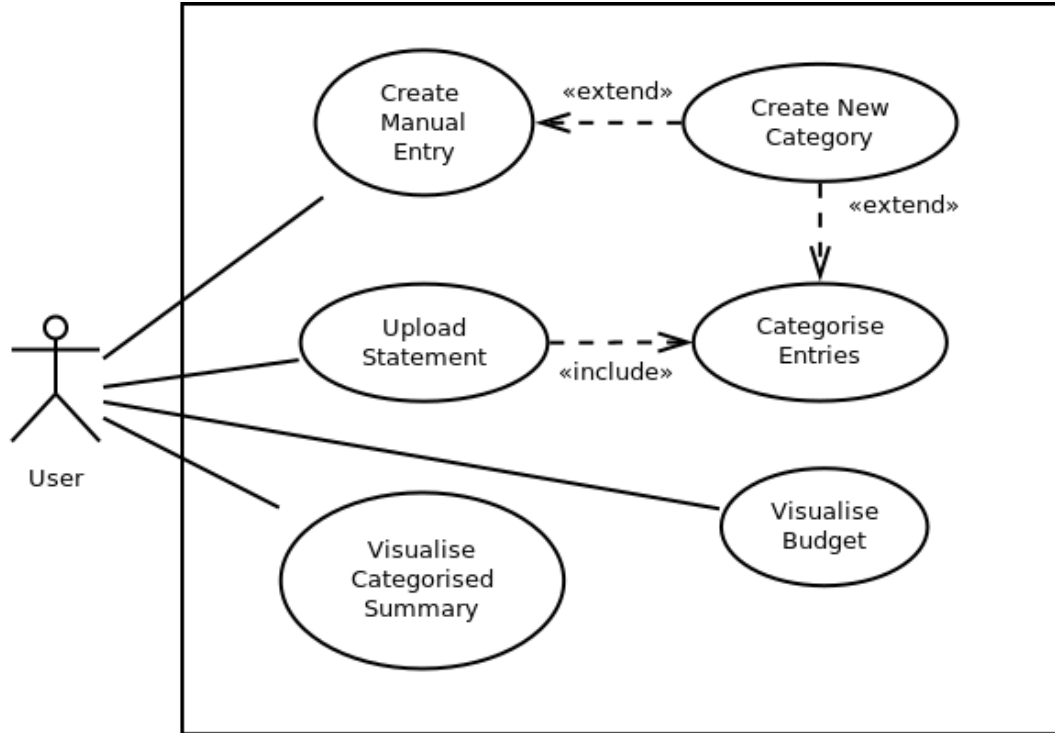 Create
Manual
Entry
«extend»
Create New
Category
«extend»
Upload
Statement
«include»
Categorise
Entries
User
Visualise
Categorised
Summary
Visualise
Budget